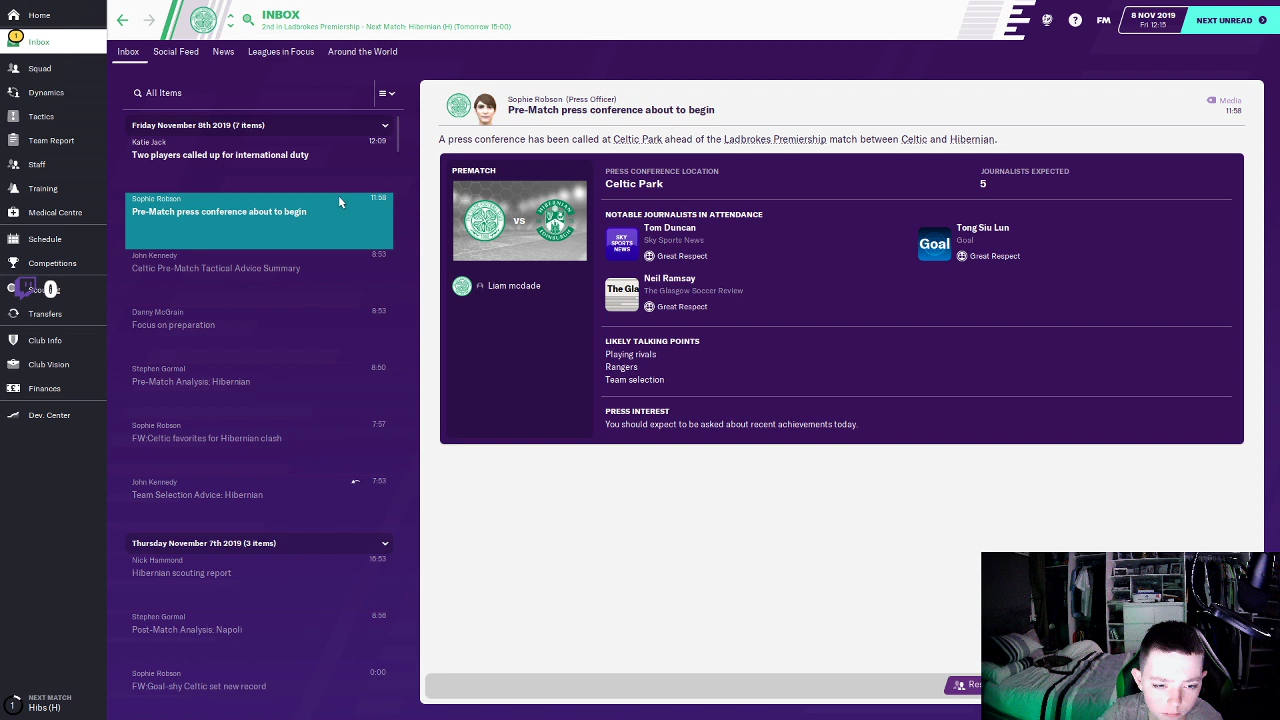 INBOX
2nd in Ladbrokes Premiership - Next Match: Hibernian (H) (Tomorrow 15:00)
FM
8 NOV 2019
Fri 12:15
NEXT UNREAD
1
Inbox
Squad
Dynamics
Tactics
Team Report
Staff
Training
Medical Centre
Schedule
Competitions
Transfers
Club Info
Club Vision
Finances
Dev. Center
1
NEXT MATCH
Hibs (H)
Inbox
Social Feed
News
Leagues in Focus
Around the World
All Items
Friday November 8th 2019 (7 items)
Katie Jack
12:09
Two players called up for international duty
Sophie Robson
11:58
Pre-Match press conference about to begin
John Kennedy
8:53
Celtic Pre-Match Tactical Advice Summary
Danny McGrain
8:53
Focus on preparation
Stephen Gormal
8:50
Pre-Match Analysis: Hibernian
Sophie Robson
7:57
FW:Celtic favorites for Hibernian clash
John Kennedy
7:53
Team Selection Advice: Hibernian
Thursday November 7th 2019 (3 items)
Nick Hammond
16:53
Hibernian scouting report
Stephen Gormal
8:56
Post-Match Analysis: Napoli
Sophie Robson
0:00
FW:Goal-shy Celtic set new record
Sophie Robson (Press Officer)
Pre-Match press conference about to begin
Media
11:58
A press conference has been called at Celtic Park ahead of the Ladbrokes Premiership match between Celtic and Hibernian.
PREMATCH
VS
Liam mcdade
PRESS CONFERENCE LOCATION
Celtic Park
JOURNALISTS EXPECTED
5
NOTABLE JOURNALISTS IN ATTENDANCE
SKY
SPORTS
NEWS
Tom Duncan
Sky Sports News
Great Respect
Goal
Tong Siu Lun
Goal
Great Respect
The Gla
Neil Ramsay
The Glasgow Soccer Review
Great Respect
LIKELY TALKING POINTS
Playing rivals
Rangers
Team selection
PRESS INTEREST
You should expect to be asked about recent achievements today.